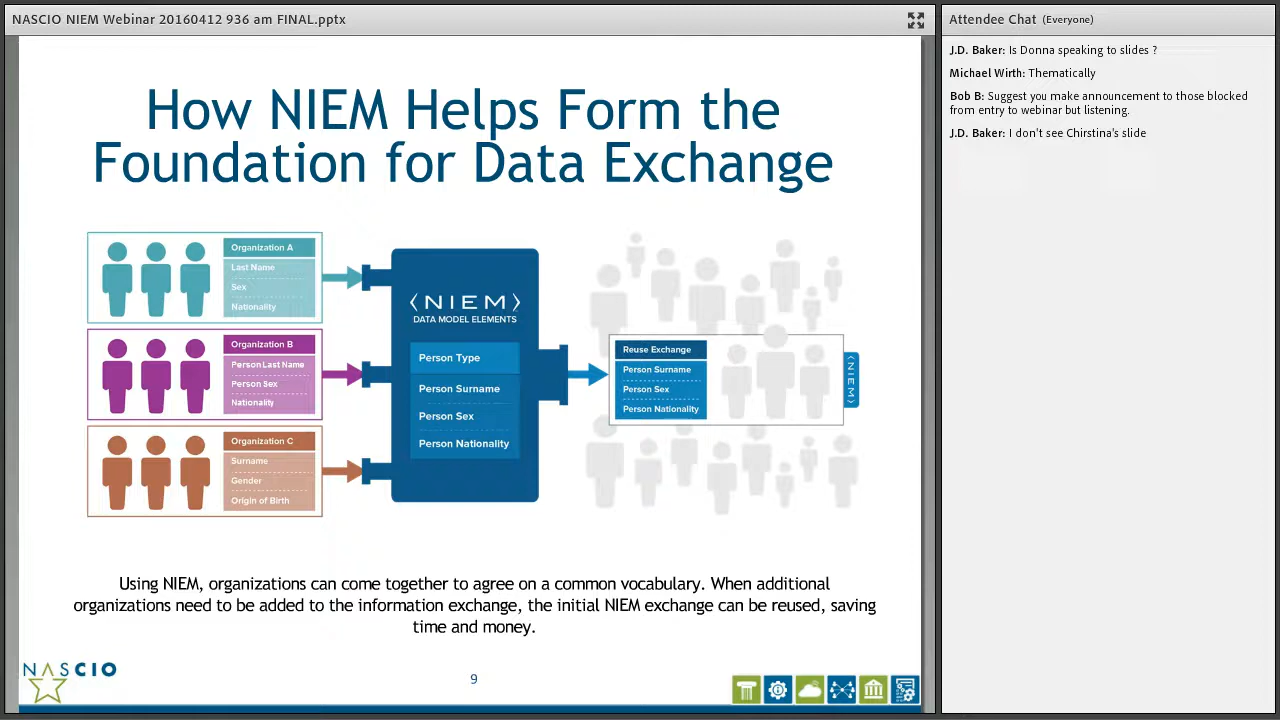 NASCIO NIEM Webinar 20160412 936 am FINAL.pptx
How NIEM Helps Form the
Foundation for Data Exchange
Organization A
Last Name
Sex
Nationality
Organization B
Person Last Name
Person Sex
Nationality
Organization C
Surname
Gender
Origin of Birth
⟨NIEM⟩
DATA MODEL ELEMENTS
Person Type
Person Surname
Person Sex
Person Nationality
Reuse Exchange
Person Surname
Person Sex
Person Nationality
⟨NIEM⟩
Using NIEM, organizations can come together to agree on a common vocabulary. When additional
organizations need to be added to the information exchange, the initial NIEM exchange can be reused, saving
time and money.
NASCIO
9
Attendee Chat (Everyone)
J.D. Baker: Is Donna speaking to slides ?
Michael Wirth: Thematically
Bob B: Suggest you make announcement to those blocked
from entry to webinar but listening.
J.D. Baker: I don't see Chirstina's slide